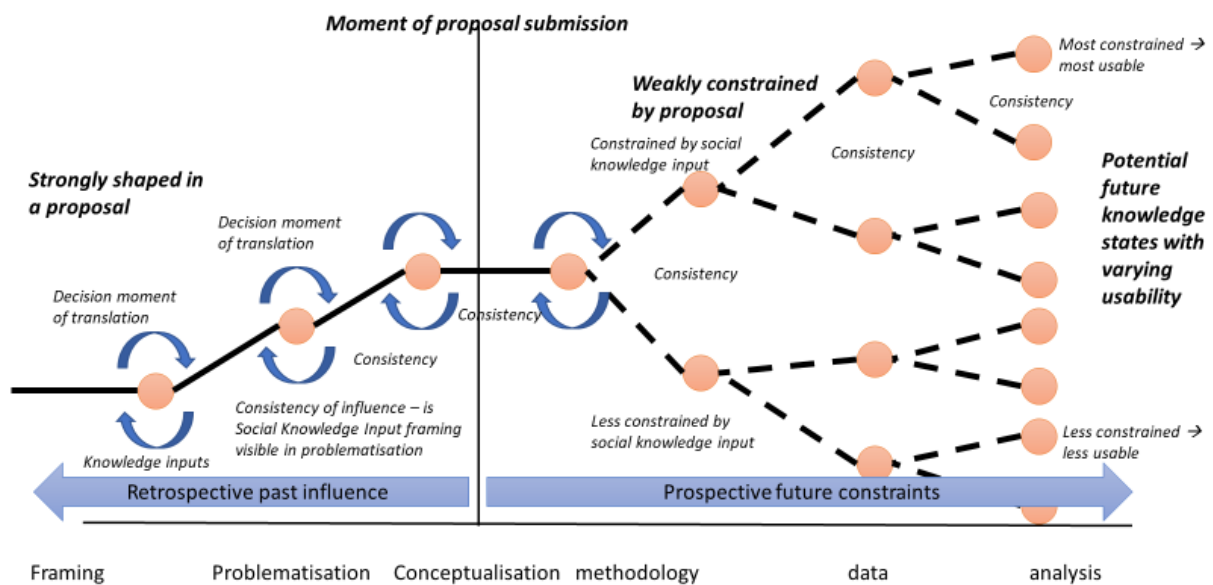 Moment of proposal submission
Most constrained →
most usable
Weakly constrained
by proposal
Consistency
Constrained by social
knowledge input
Consistency
Potential
future
knowledge
states with
varying
usability
Strongly shaped in
a proposal
Decision moment
of translation
Decision moment
of translation
Consistency
Consistency
Consistency
Consistency of influence – is
Social Knowledge Input framing
visible in problematisation
Less constrained by
social knowledge input
Less constrained →
less usable
Knowledge inputs
Retrospective past influence
Prospective future constraints
Framing
Problematisation
Conceptualisation
methodology
data
analysis